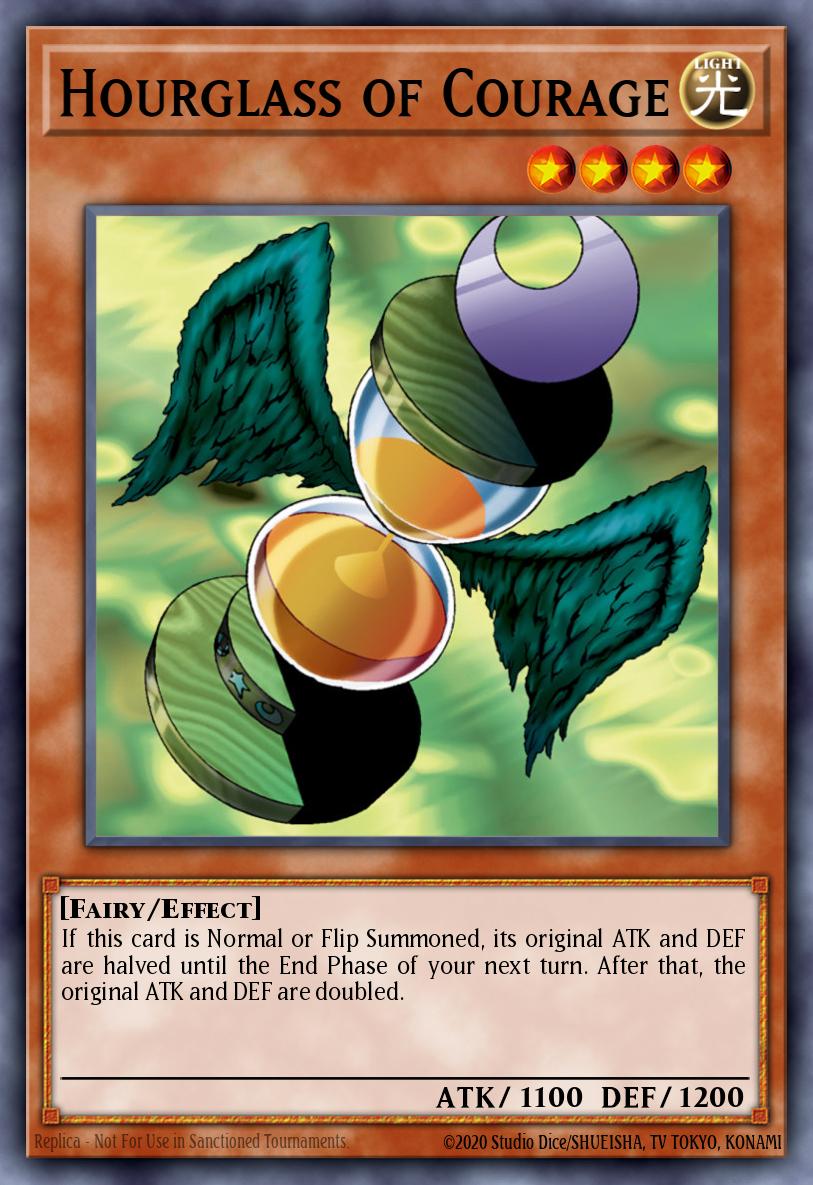 Hourglass of Courage
LIGHT
光
[Fairy/Effect]
If this card is Normal or Flip Summoned, its original ATK and DEF
are halved until the End Phase of your next turn. After that, the
original ATK and DEF are doubled.
ATK/ 1100 DEF/ 1200
Replica - Not For Use in Sanctioned Tournaments.
©2020 Studio Dice/SHUEISHA, TV TOKYO, KONAMI